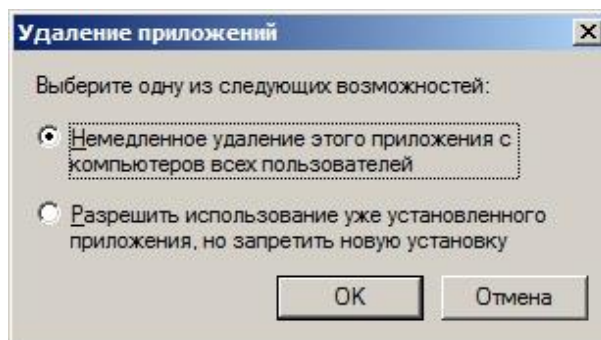 Удаление приложений
Выберите одну из следующих возможностей:
Немедленное удаление этого приложения с
компьютеров всех пользователей
Разрешить использование уже установленного
приложения, но запретить новую установку
OK
Отмена